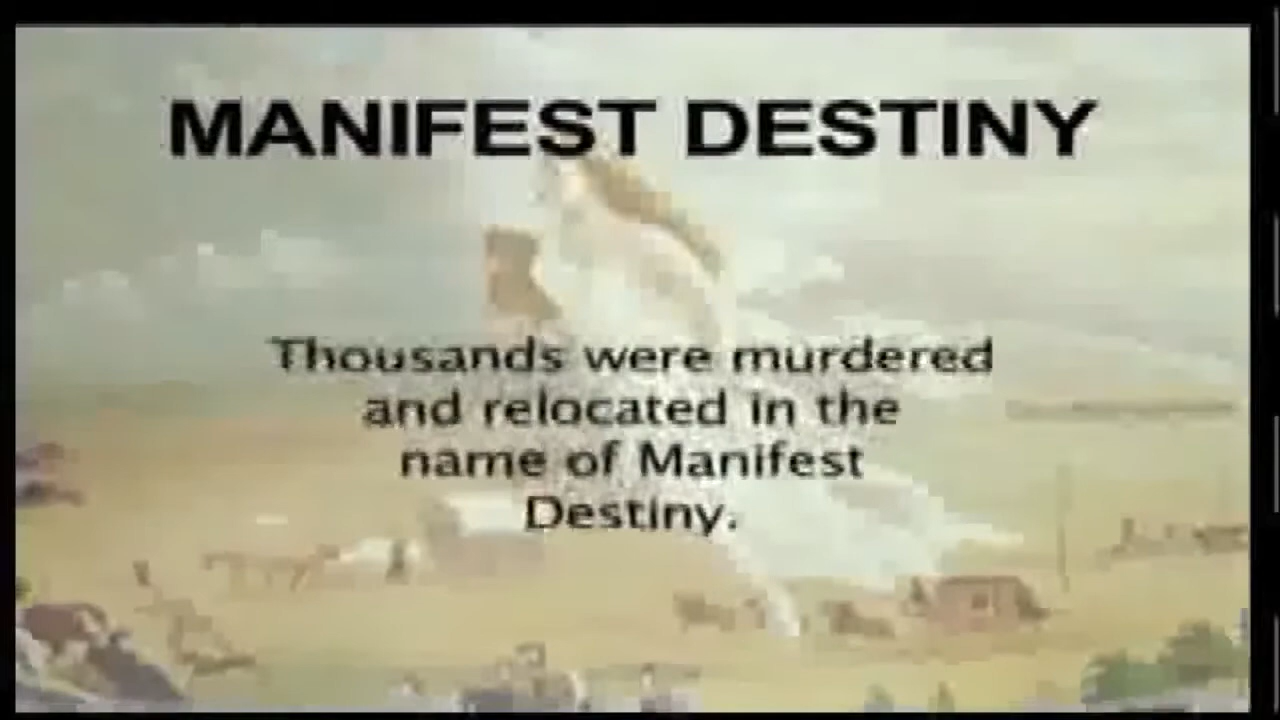 MANIFEST DESTINY
Thousands were murdered
and relocated in the
name of Manifest
Destiny.